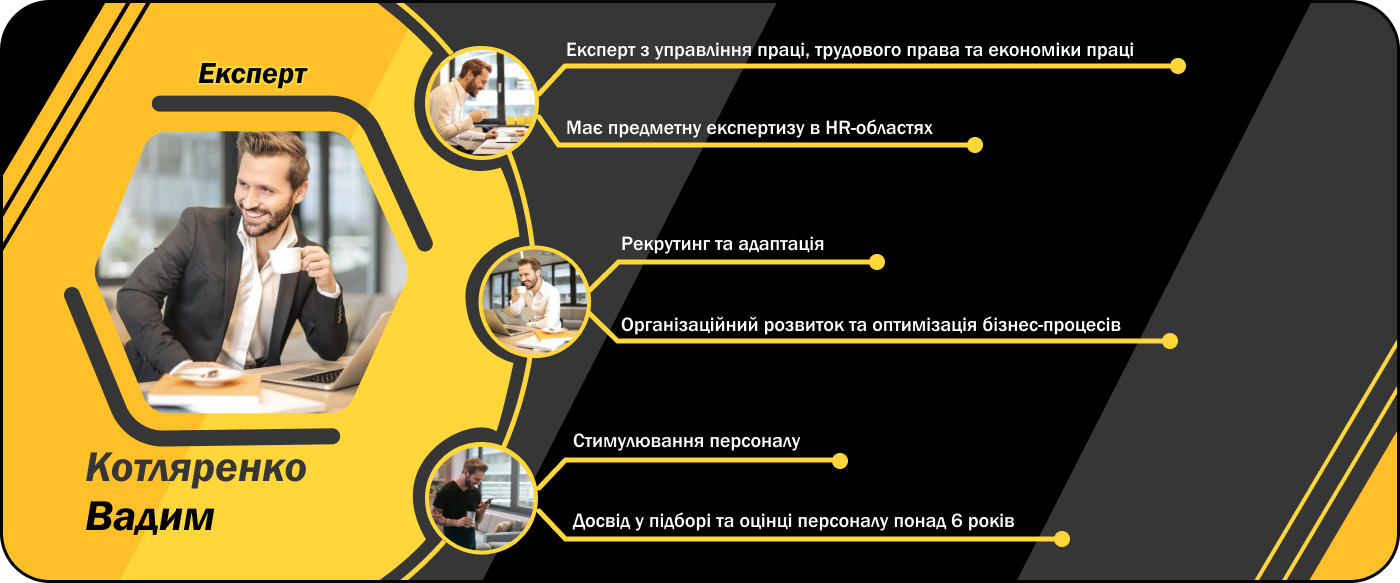 Експерт
Котляренко
Вадим
Експерт з управління праці, трудового права та економіки праці
Має предметну експертизу в HR-областях
Рекрутинг та адаптація
Організаційний розвиток та оптимізація бізнес-процесів
Стимулювання персоналу
Досвід у підборі та оцінці персоналу понад 6 років